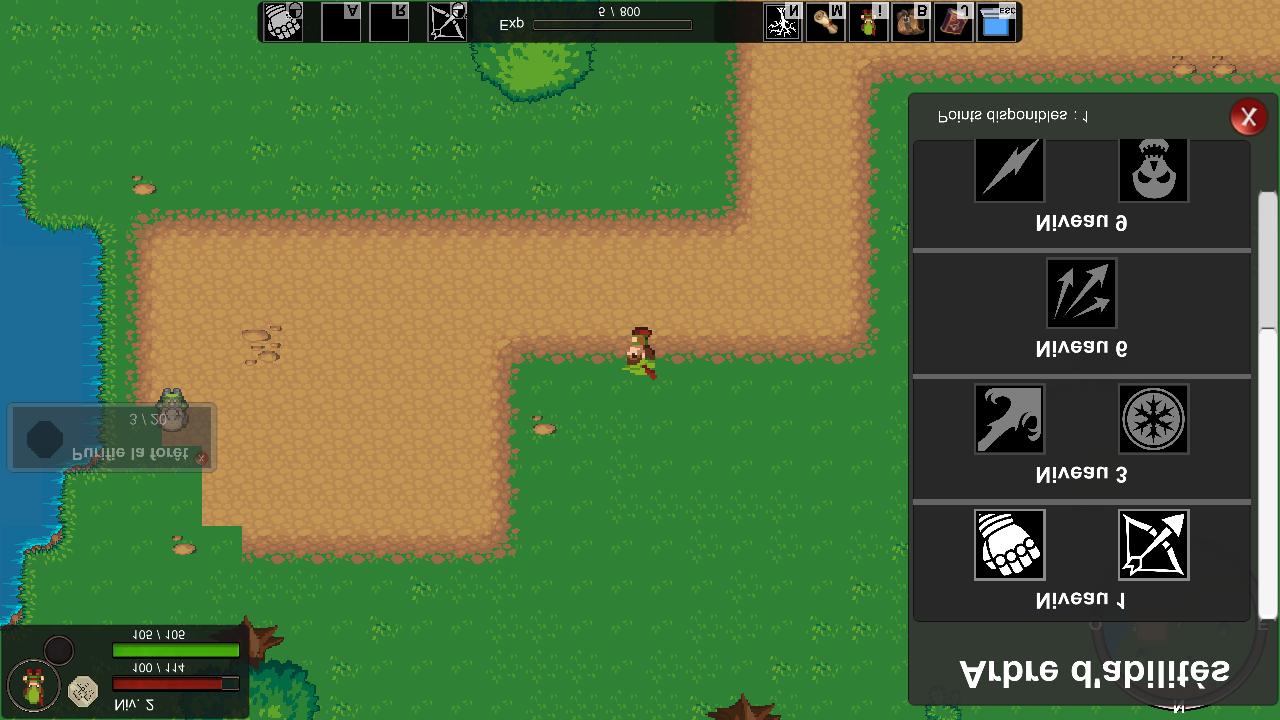 Niv. 2
100 / 114
105 / 105
N
Arbre d'abilités
Niveau 1
Niveau 3
Niveau 6
Niveau 9
Points disponibles : 1
Purifie la forêt
3 / 20
A
R
Exp
5 / 800
N
M
I
B
J
esc